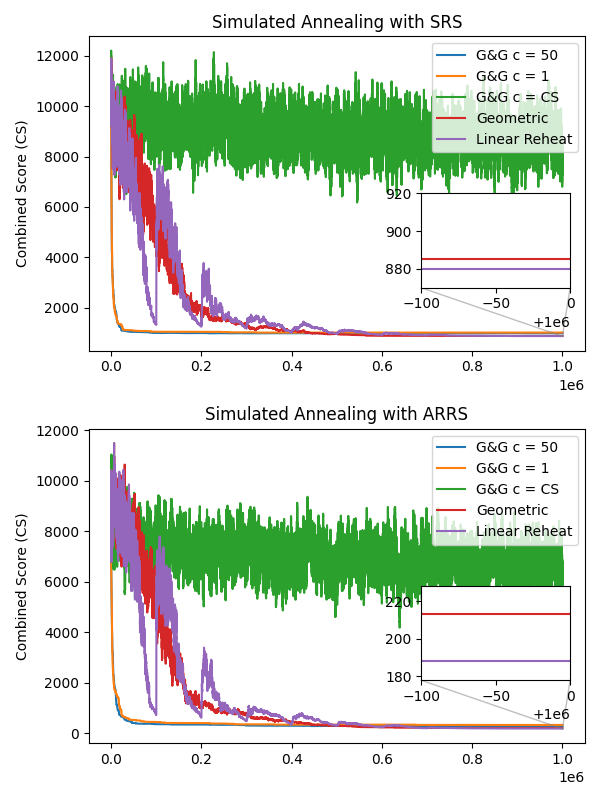 Simulated Annealing with SRS
Combined Score (CS)
12000
10000
8000
6000
4000
2000
G&G c = 50
G&G c = 1
G&G c = CS
Geometric
Linear Reheat
920
900
880
−100 −50 0
+1e6
0.0 0.2 0.4 0.6 0.8 1.0
1e6
Simulated Annealing with ARRS
Combined Score (CS)
12000
10000
8000
6000
4000
2000
0
G&G c = 50
G&G c = 1
G&G c = CS
Geometric
Linear Reheat
220
200
180
−100 −50 0
+1e6
0.0 0.2 0.4 0.6 0.8 1.0
1e6